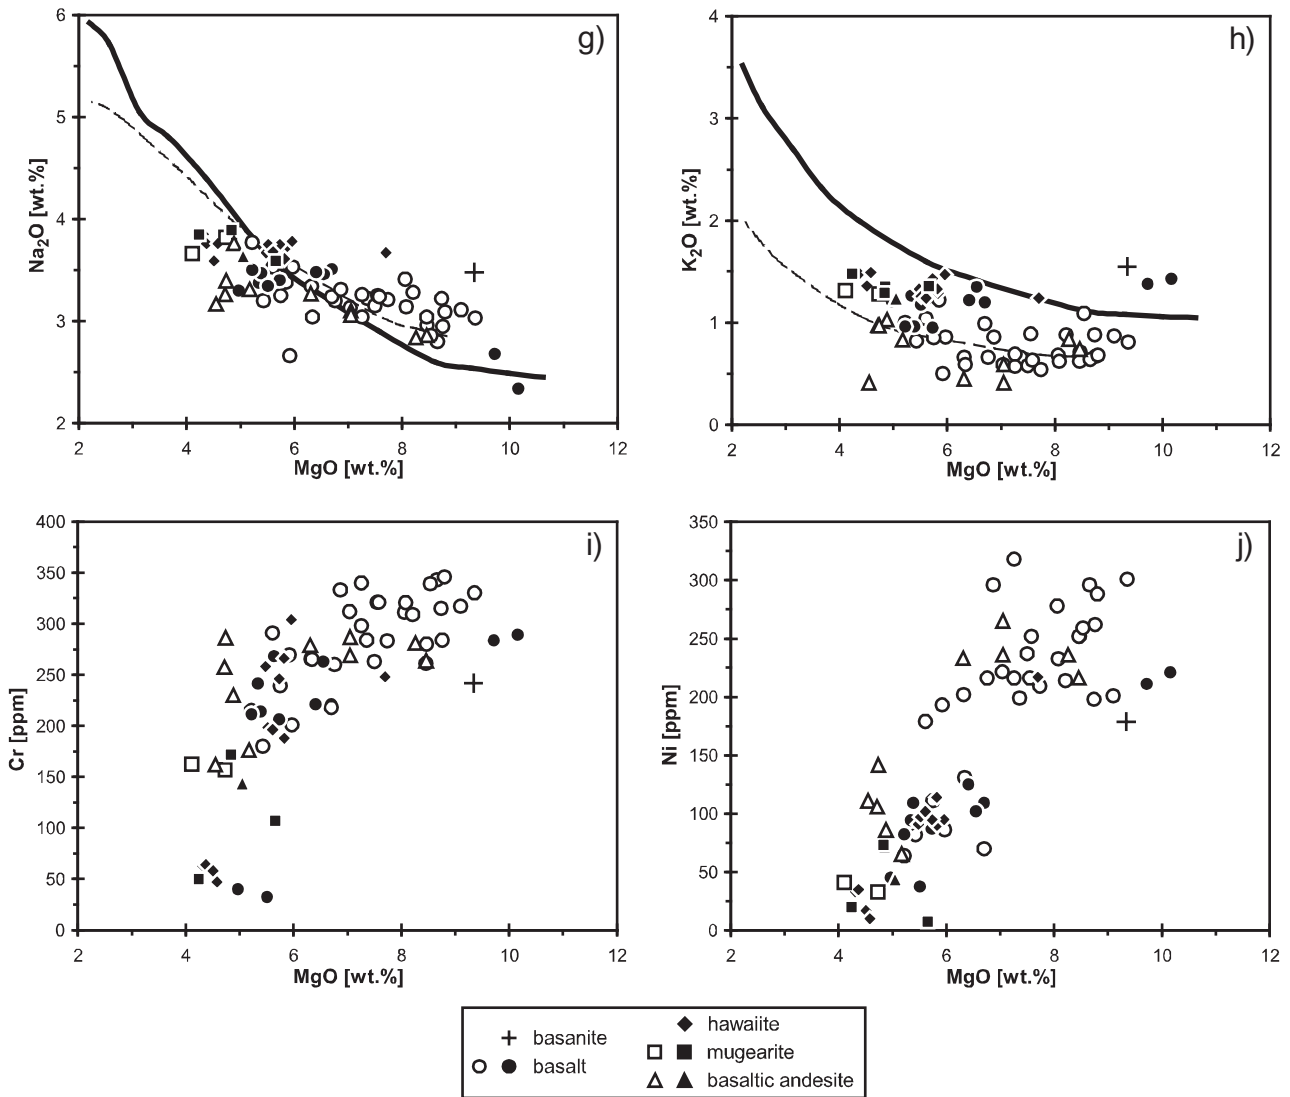 g)
6
5
4
3
2
Na2O [wt.%]
2 4 6 8 10 12
MgO [wt.%]
h)
4
3
2
1
0
K2O [wt.%]
2 4 6 8 10 12
MgO [wt.%]
i)
400
350
300
250
200
150
100
50
0
Cr [ppm]
2 4 6 8 10 12
MgO [wt.%]
j)
350
300
250
200
150
100
50
0
Ni [ppm]
2 4 6 8 10 12
MgO [wt.%]
basanite
basalt
hawaiite
mugearite
basaltic andesite